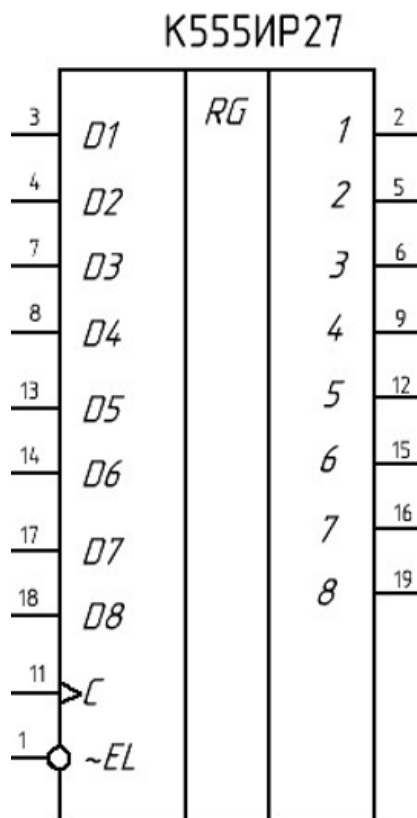 К555ИР27
3 D1 RG 1 2
4 D2 2 5
7 D3 3 6
8 D4 4 9
13 D5 5 12
14 D6 6 15
17 D7 7 16
18 D8 8 19
11 C
1 ~EL